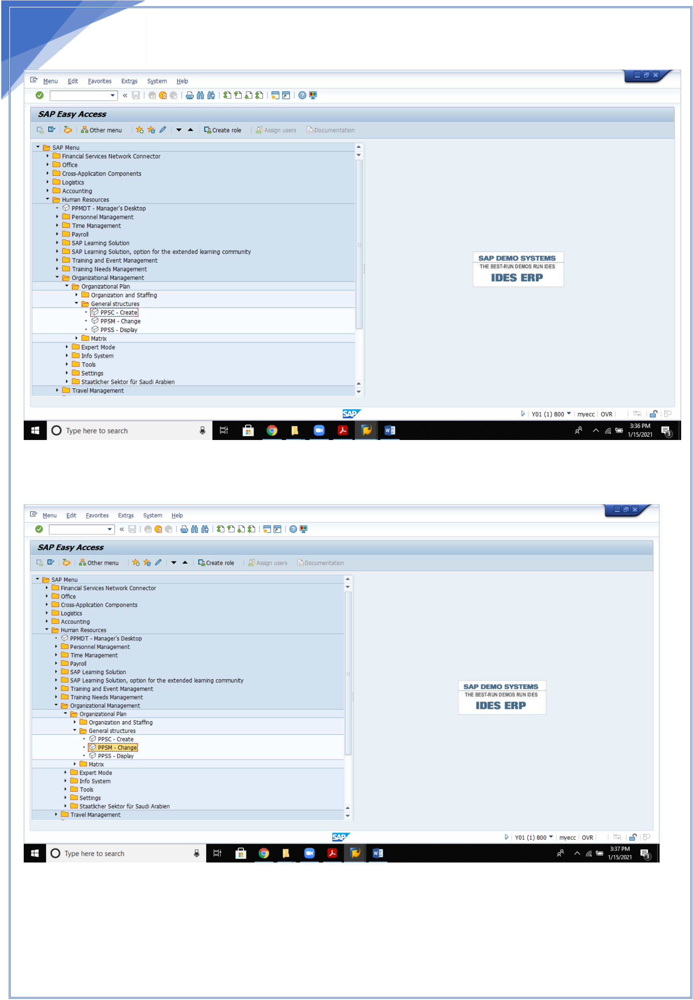 Menu Edit Favorites Extras System Help
SAP Easy Access
Other menu Create role Assign users Documentation
SAP Menu
Financial Services Network Connector
Office
Cross-Application Components
Logistics
Accounting
Human Resources
PPMDT - Manager's Desktop
Personnel Management
Time Management
Payroll
SAP Learning Solution
SAP Learning Solution, option for the extended learning community
Training and Event Management
Training Needs Management
Organizational Management
Organizational Plan
Organization and Staffing
General structures
PPSC - Create
PPSM - Change
PPSS - Display
Matrix
Expert Mode
Info System
Tools
Settings
Staatlicher Sektor für Saudi Arabien
Travel Management
SAP DEMO SYSTEMS
THE BEST-RUN DEMOS RUN IDES
IDES ERP
SAP
Y01 (1) 800 myecc OVR
Type here to search
3:36 PM
1/15/2021
3
Menu Edit Favorites Extras System Help
SAP Easy Access
Other menu Create role Assign users Documentation
SAP Menu
Financial Services Network Connector
Office
Cross-Application Components
Logistics
Accounting
Human Resources
PPMDT - Manager's Desktop
Personnel Management
Time Management
Payroll
SAP Learning Solution
SAP Learning Solution, option for the extended learning community
Training and Event Management
Training Needs Management
Organizational Management
Organizational Plan
Organization and Staffing
General structures
PPSC - Create
PPSM - Change
PPSS - Display
Matrix
Expert Mode
Info System
Tools
Settings
Staatlicher Sektor für Saudi Arabien
Travel Management
SAP DEMO SYSTEMS
THE BEST-RUN DEMOS RUN IDES
IDES ERP
SAP
Y01 (1) 800 myecc OVR
Type here to search
3:37 PM
1/15/2021
3